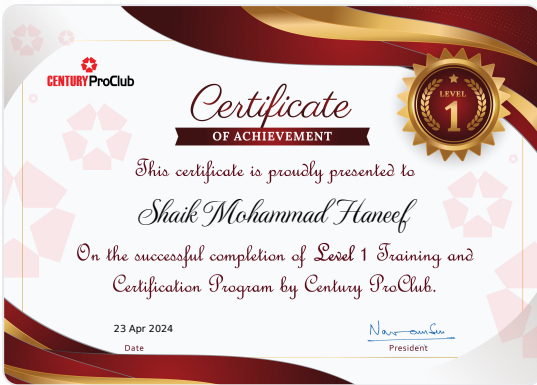 CENTURY ProClub
Certificate
OF ACHIEVEMENT
LEVEL
1
This certificate is proudly presented to
Shaik Mohammad Haneef
On the successful completion of Level 1 Training and
Certification Program by Century ProClub.
23 Apr 2024
Date
President